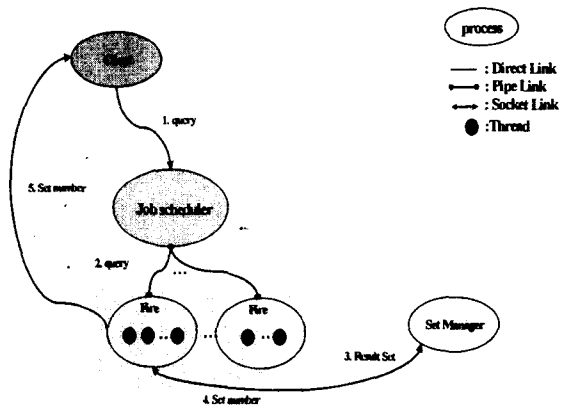 process
: Direct Link
: Pipe Link
: Socket Link
:Thread
1. query
5. Set number
Job scheduler
2. query
...
Fire
Fire
...
Set Manager
3. Result Set
4. Set number